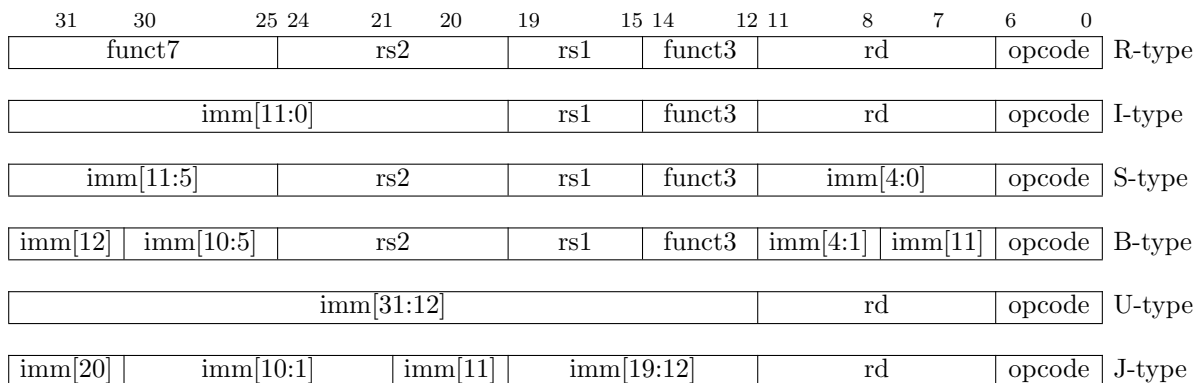 31 30 25 24 21 20 19 15 14 12 11 8 7 6 0
funct7 rs2 rs1 funct3 rd opcode R-type
imm[11:0] rs1 funct3 rd opcode I-type
imm[11:5] rs2 rs1 funct3 imm[4:0] opcode S-type
imm[12] imm[10:5] rs2 rs1 funct3 imm[4:1] imm[11] opcode B-type
imm[31:12] rd opcode U-type
imm[20] imm[10:1] imm[11] imm[19:12] rd opcode J-type